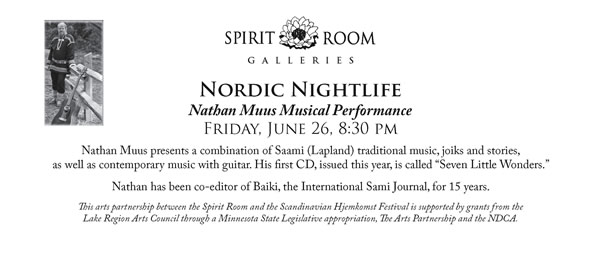 SPIRIT ROOM
GALLERIES
NORDIC NIGHTLIFE
Nathan Muus Musical Performance
FRIDAY, JUNE 26, 8:30 PM
Nathan Muus presents a combination of Saami (Lapland) traditional music, joiks and stories,
as well as contemporary music with guitar. His first CD, issued this year, is called “Seven Little Wonders.”
Nathan has been co-editor of Baiki, the International Sami Journal, for 15 years.
This arts partnership between the Spirit Room and the Scandinavian Hjemkomst Festival is supported by grants from the
Lake Region Arts Council through a Minnesota State Legislative appropriation, The Arts Partnership and the NDCA.